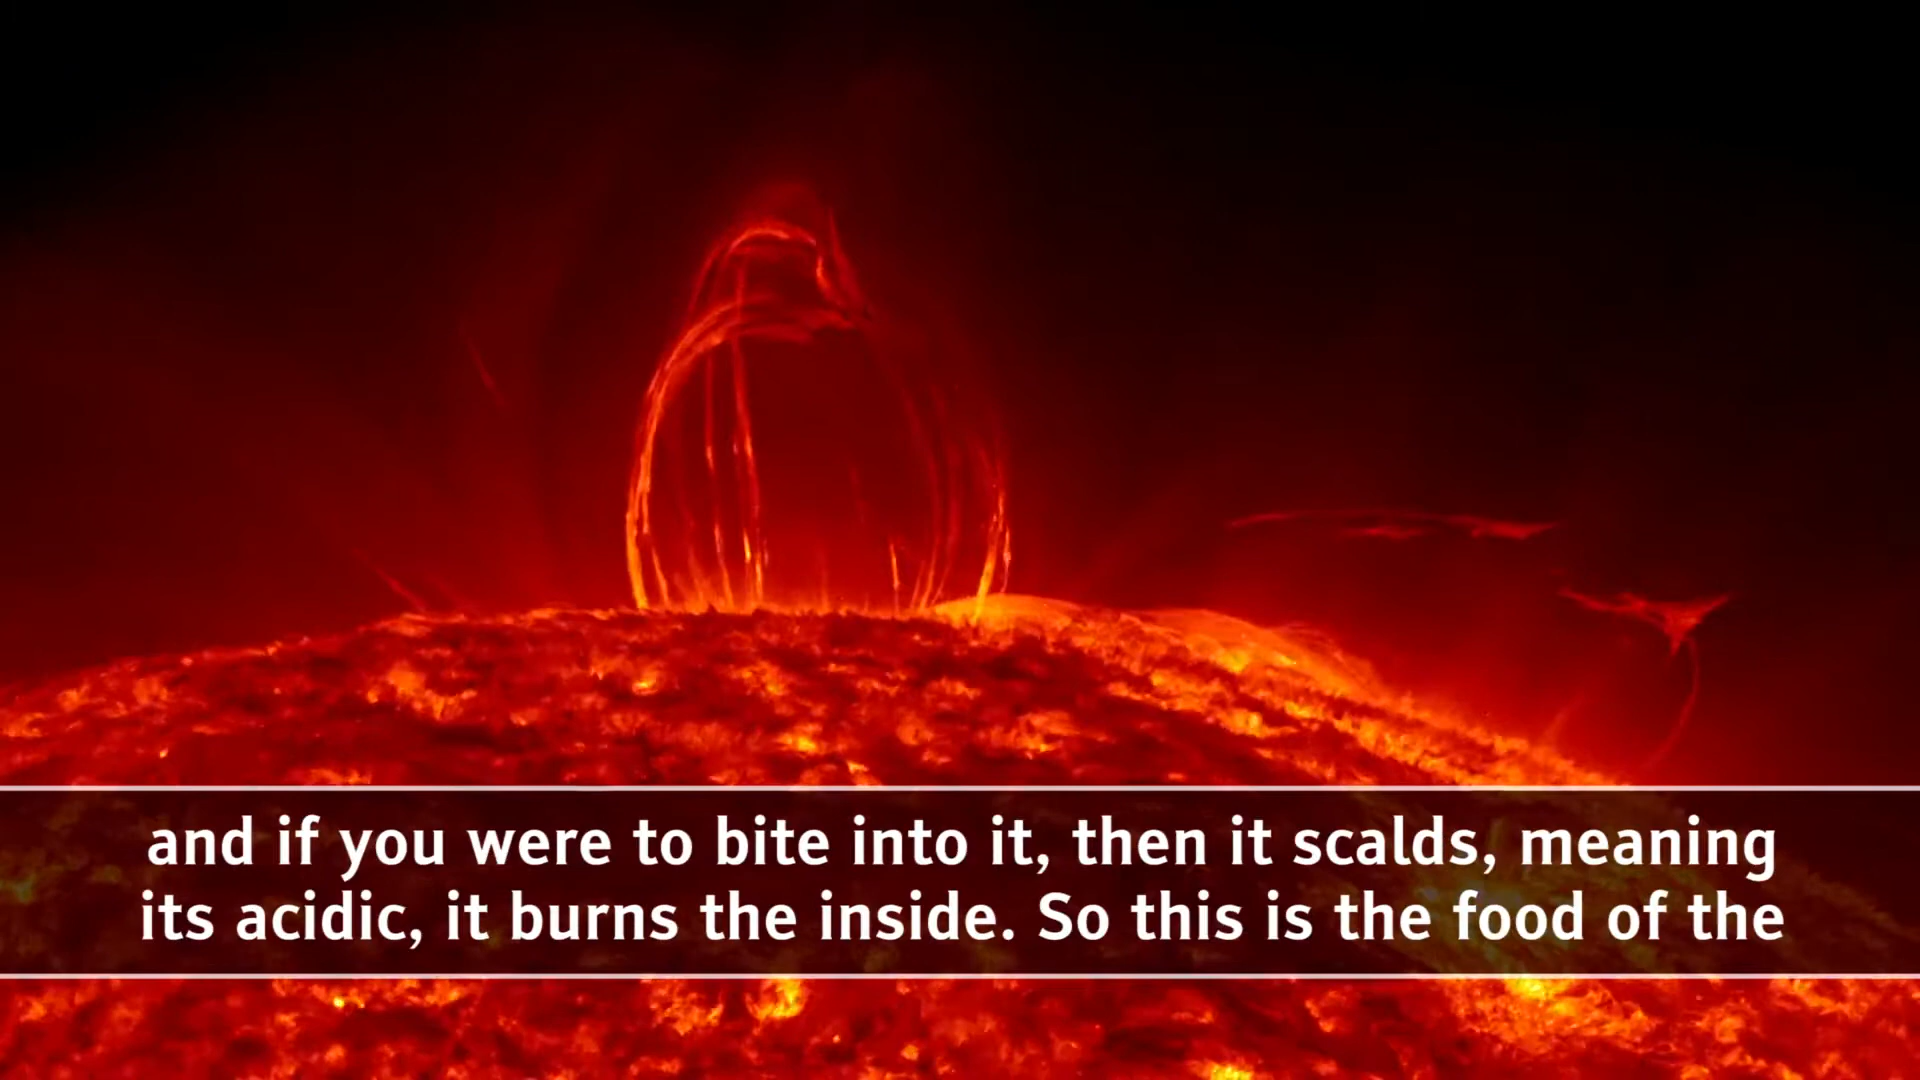 and if you were to bite into it, then it scalds, meaning
its acidic, it burns the inside. So this is the food of the